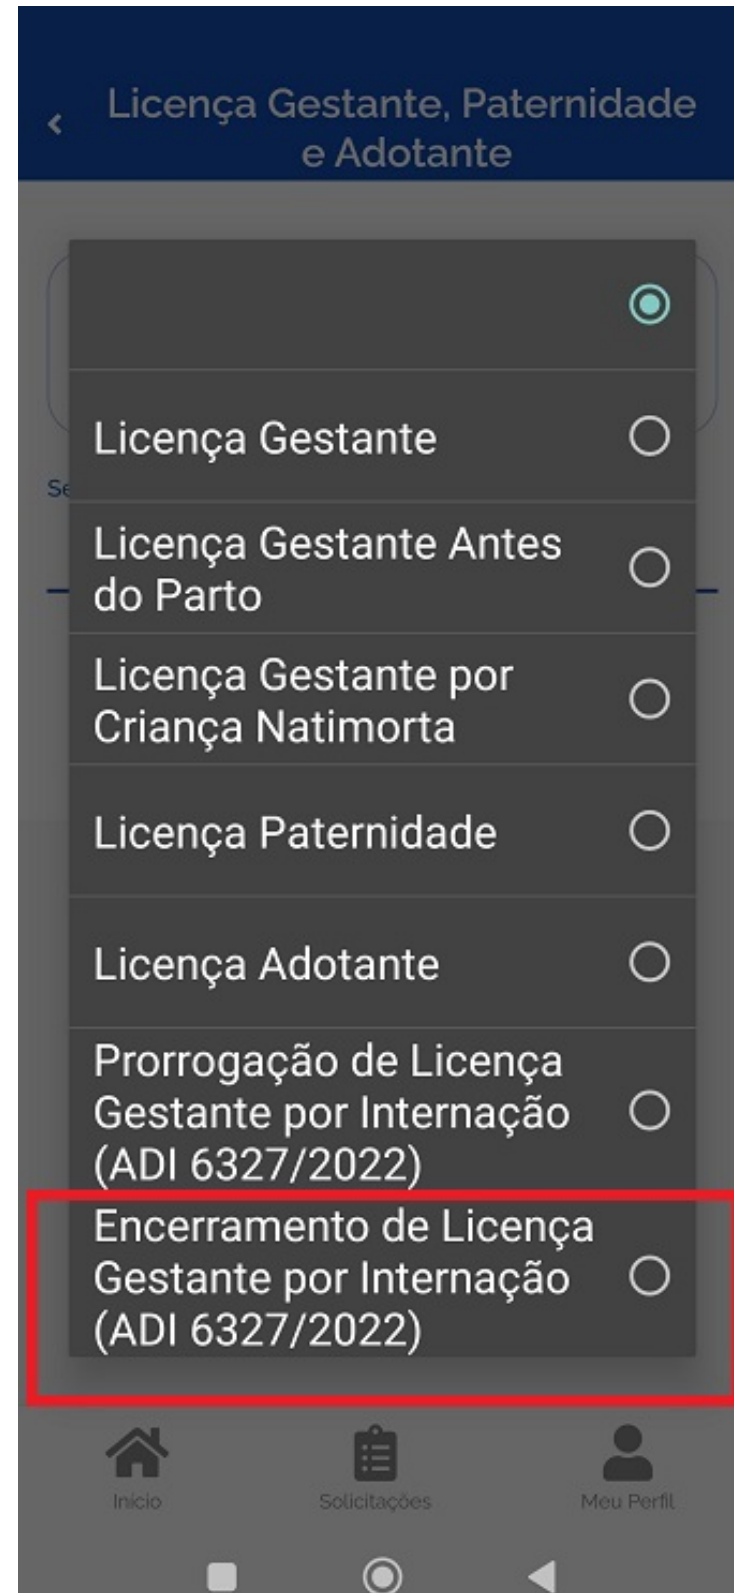 Licença Gestante, Paternidade
e Adotante
Licença Gestante
Se
Licença Gestante Antes
do Parto
Licença Gestante por
Criança Natimorta
Licença Paternidade
Licença Adotante
Prorrogação de Licença
Gestante por Internação
(ADI 6327/2022)
Encerramento de Licença
Gestante por Internação
(ADI 6327/2022)
Início Solicitações Meu Perfil